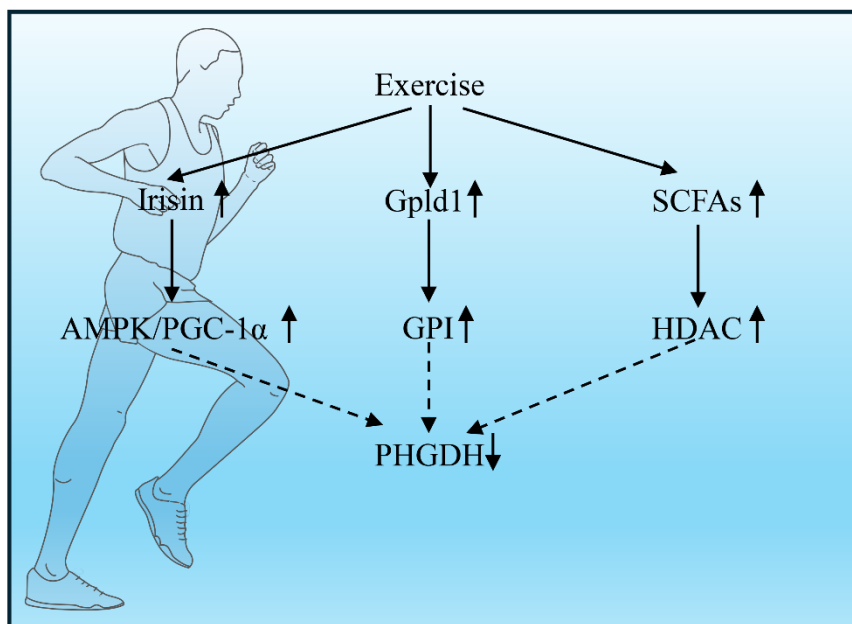 Exercise
Irisin
Gpld1
SCFAs
AMPK/PGC-1α
GPI
HDAC
PHGDH